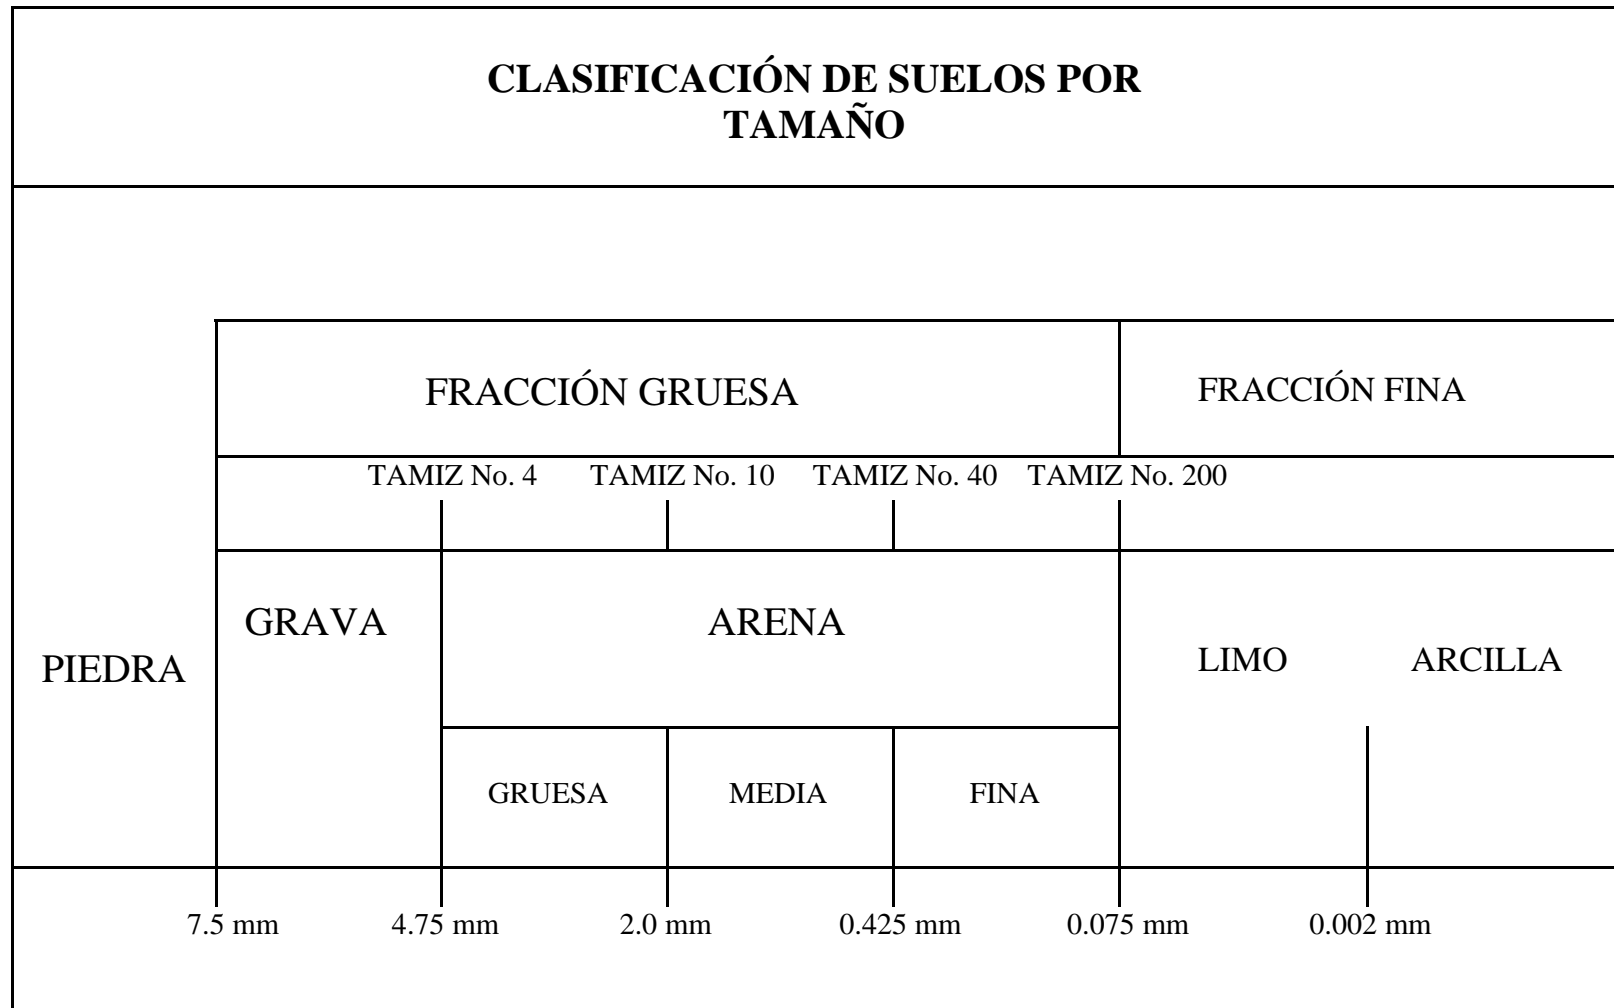 CLASIFICACIÓN DE SUELOS POR
TAMAÑO
FRACCIÓN GRUESA
FRACCIÓN FINA
TAMIZ No. 4
TAMIZ No. 10
TAMIZ No. 40
TAMIZ No. 200
PIEDRA
GRAVA
ARENA
LIMO
ARCILLA
GRUESA
MEDIA
FINA
7.5 mm
4.75 mm
2.0 mm
0.425 mm
0.075 mm
0.002 mm